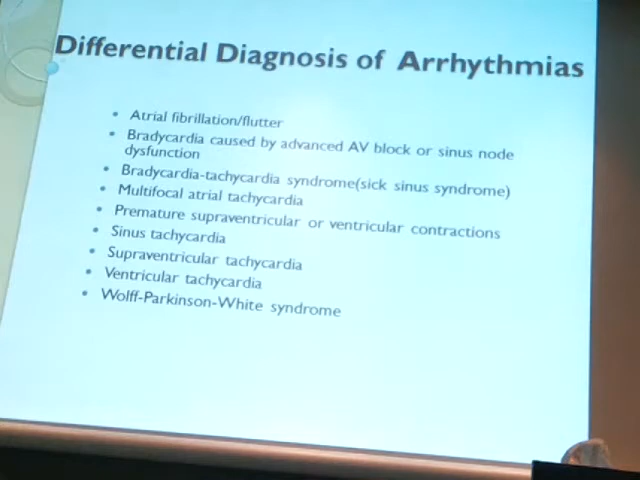 Differential Diagnosis of Arrhythmias
• Atrial fibrillation/flutter
• Bradycardia caused by advanced AV block or sinus node
dysfunction
• Bradycardia-tachycardia syndrome(sick sinus syndrome)
• Multifocal atrial tachycardia
• Premature supraventricular or ventricular contractions
• Sinus tachycardia
• Supraventricular tachycardia
• Ventricular tachycardia
• Wolff-Parkinson-White syndrome